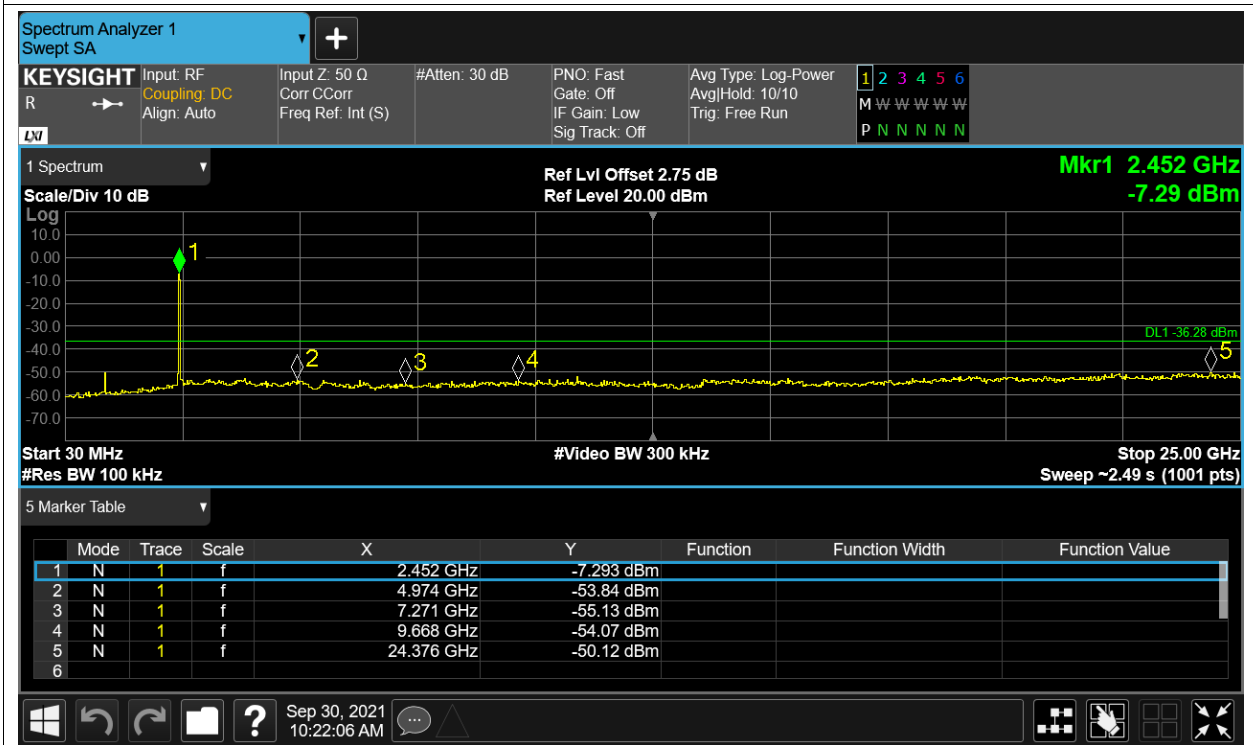 Spectrum Analyzer 1
Swept SA
+
KEYSIGHT Input: RF Input Z: 50 Ω #Atten: 30 dB PNO: Fast Avg Type: Log-Power 1 2 3 4 5 6
R Coupling: DC Corr CCorr Gate: Off Avg|Hold: 10/10 M W W W W W
Align: Auto Freq Ref: Int (S) IF Gain: Low Trig: Free Run
LXI Sig Track: Off P N N N N N
1 Spectrum Ref Lvl Offset 2.75 dB Mkr1 2.452 GHz
Scale/Div 10 dB Ref Level 20.00 dBm -7.29 dBm
Log
10.0
0.00 1
-10.0
-20.0
-30.0 DL1 -36.28 dBm
-40.0 2 3 4 5
-50.0
-60.0
-70.0
Start 30 MHz #Video BW 300 kHz Stop 25.00 GHz
#Res BW 100 kHz Sweep ~2.49 s (1001 pts)
5 Marker Table
Mode Trace Scale X Y Function Function Width Function Value
1 N 1 f 2.452 GHz -7.293 dBm
2 N 1 f 4.974 GHz -53.84 dBm
3 N 1 f 7.271 GHz -55.13 dBm
4 N 1 f 9.668 GHz -54.07 dBm
5 N 1 f 24.376 GHz -50.12 dBm
6
? Sep 30, 2021
10:22:06 AM